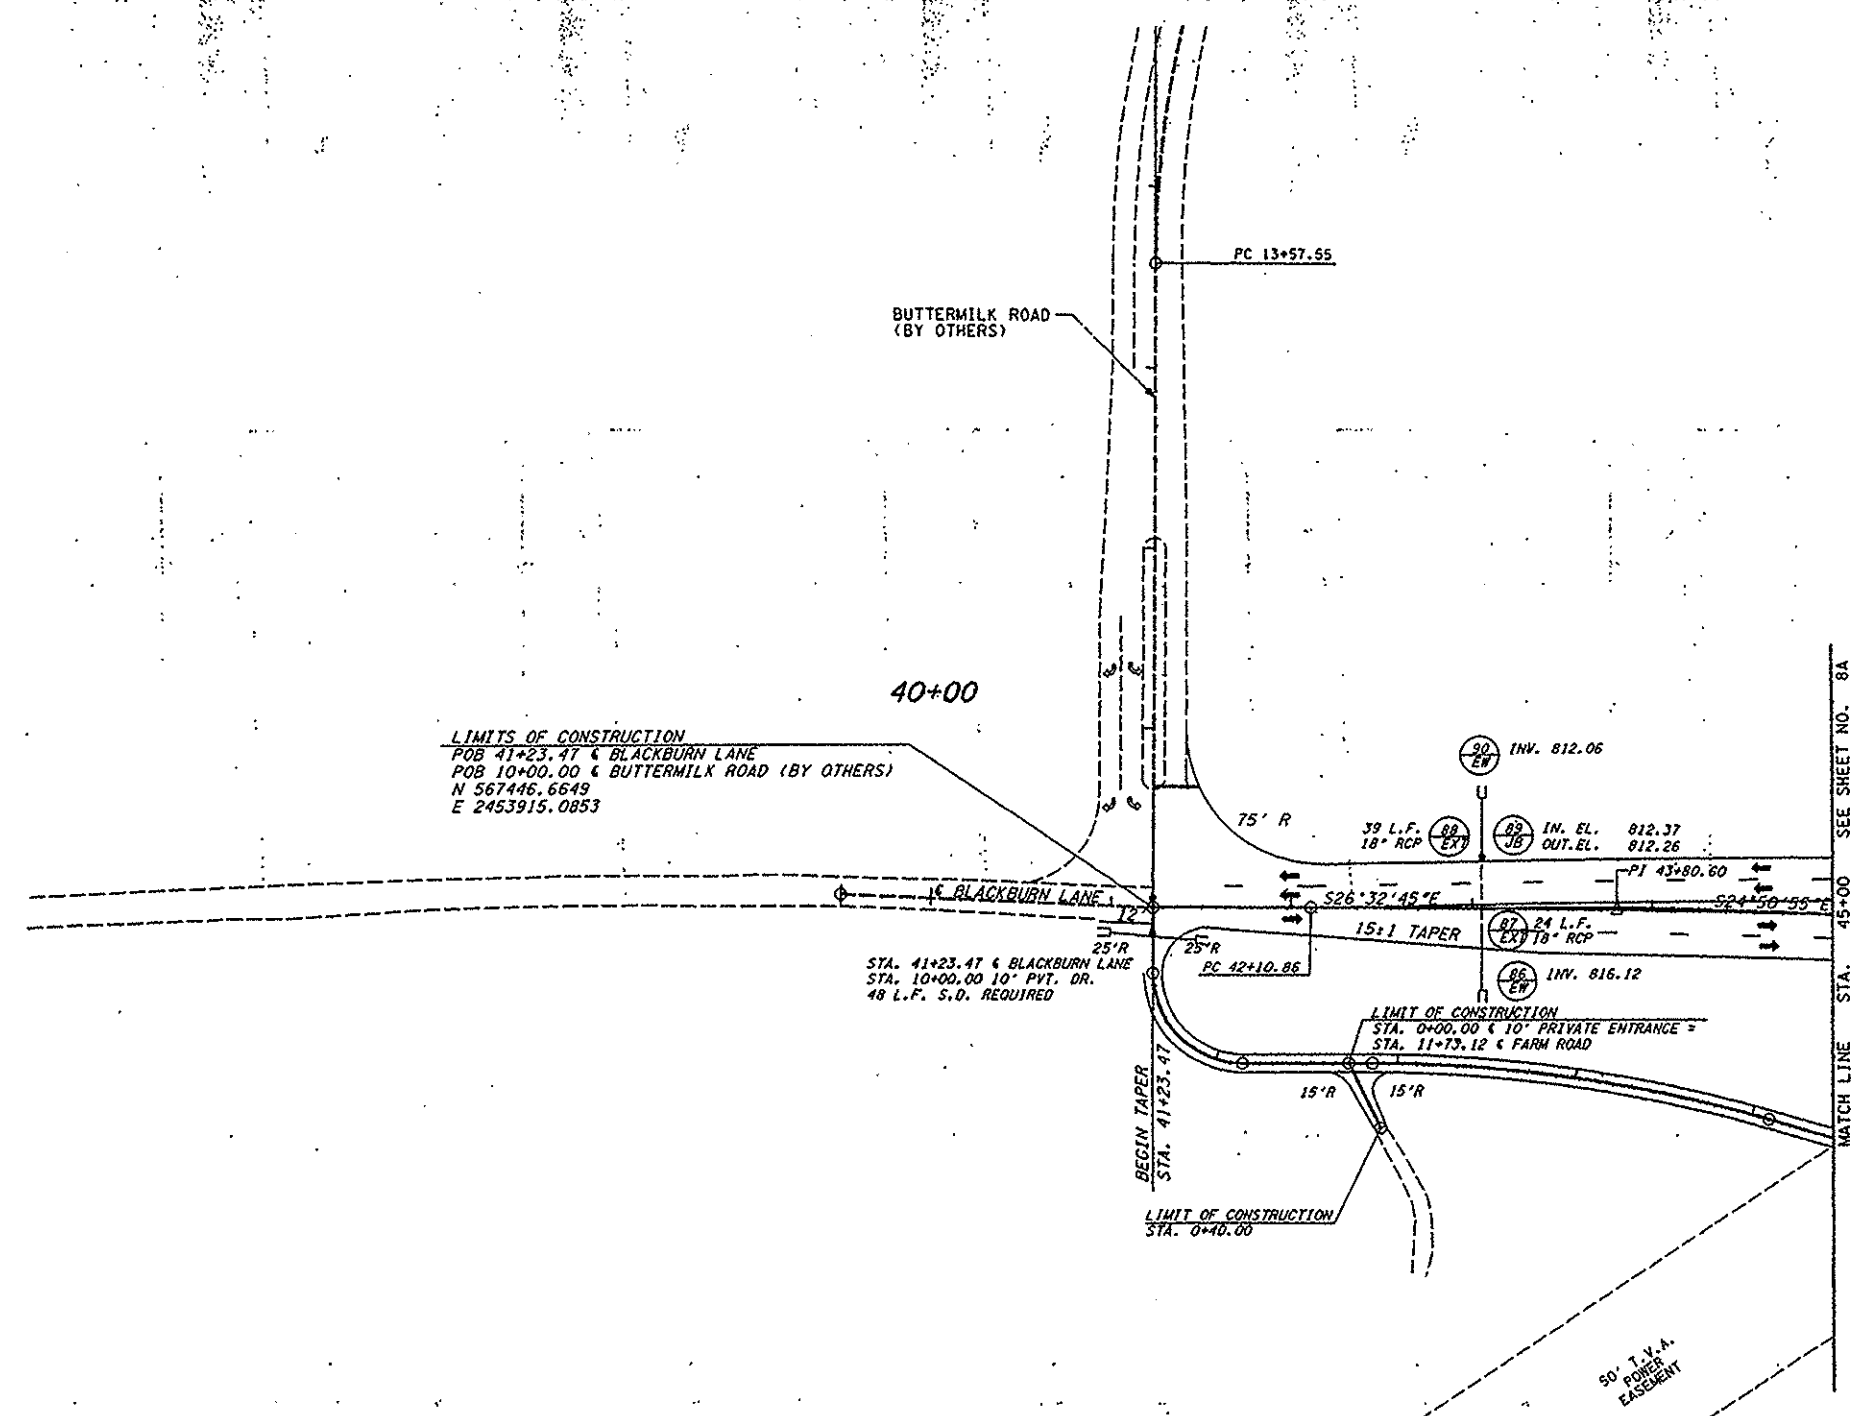 PC 13+57.55
BUTTERMILK ROAD
(BY OTHERS)
40+00
LIMITS OF CONSTRUCTION
POB 41+23.47 ℄ BLACKBURN LANE
POB 10+00.00 ℄ BUTTERMILK ROAD (BY OTHERS)
N 567446.6649
E 2453915.0853
75' R
90
EW
INV. 812.06
39 L.F.
18" RCP
88
EXT
89
JB
IN. EL. 812.37
OUT.EL. 812.26
PI 43+80.60
℄ BLACKBURN LANE
12'
S26°32'45"E
S24°50'55"E
15:1 TAPER
87
EXT
24 L.F.
18" RCP
25'R
25'R
PC 42+10.86
86
EW
INV. 816.12
STA. 41+23.47 ℄ BLACKBURN LANE
STA. 10+00.00 10' PVT. DR.
48 L.F. S.D. REQUIRED
LIMIT OF CONSTRUCTION
STA. 0+00.00 ℄ 10' PRIVATE ENTRANCE =
STA. 11+73.12 ℄ FARM ROAD
15'R
15'R
BEGIN TAPER
STA. 41+23.47
LIMIT OF CONSTRUCTION
STA. 0+40.00
MATCH LINE STA. 45+00 SEE SHEET NO. 8A
50' T.V.A.
POWER
EASEMENT